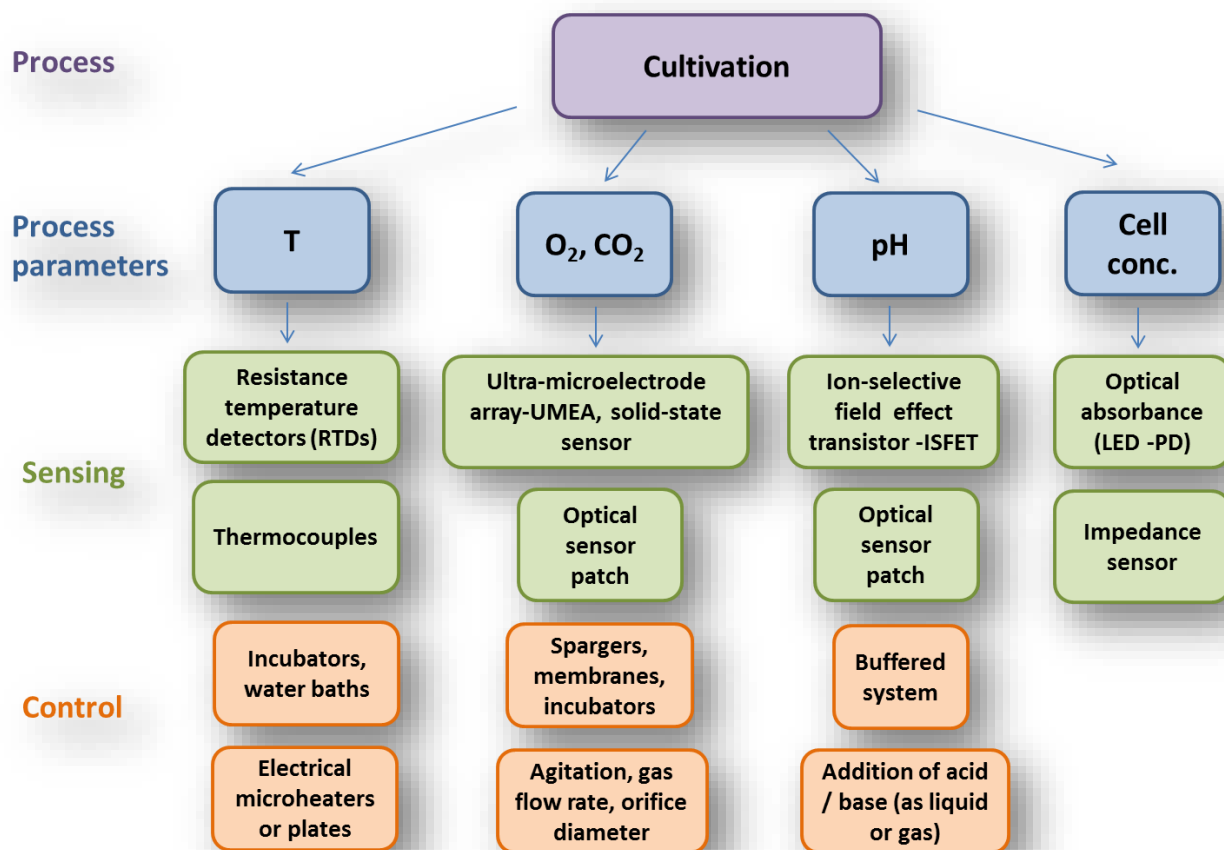 Process
Cultivation
Process
parameters
T
O₂, CO₂
pH
Cell
conc.
Sensing
Resistance
temperature
detectors (RTDs)
Ultra-microelectrode
array-UMEA, solid-state
sensor
Ion-selective
field effect
transistor -ISFET
Optical
absorbance
(LED -PD)
Thermocouples
Optical
sensor
patch
Optical
sensor
patch
Impedance
sensor
Control
Incubators,
water baths
Spargers,
membranes,
incubators
Buffered
system
Electrical
microheaters
or plates
Agitation, gas
flow rate, orifice
diameter
Addition of acid
/ base (as liquid
or gas)